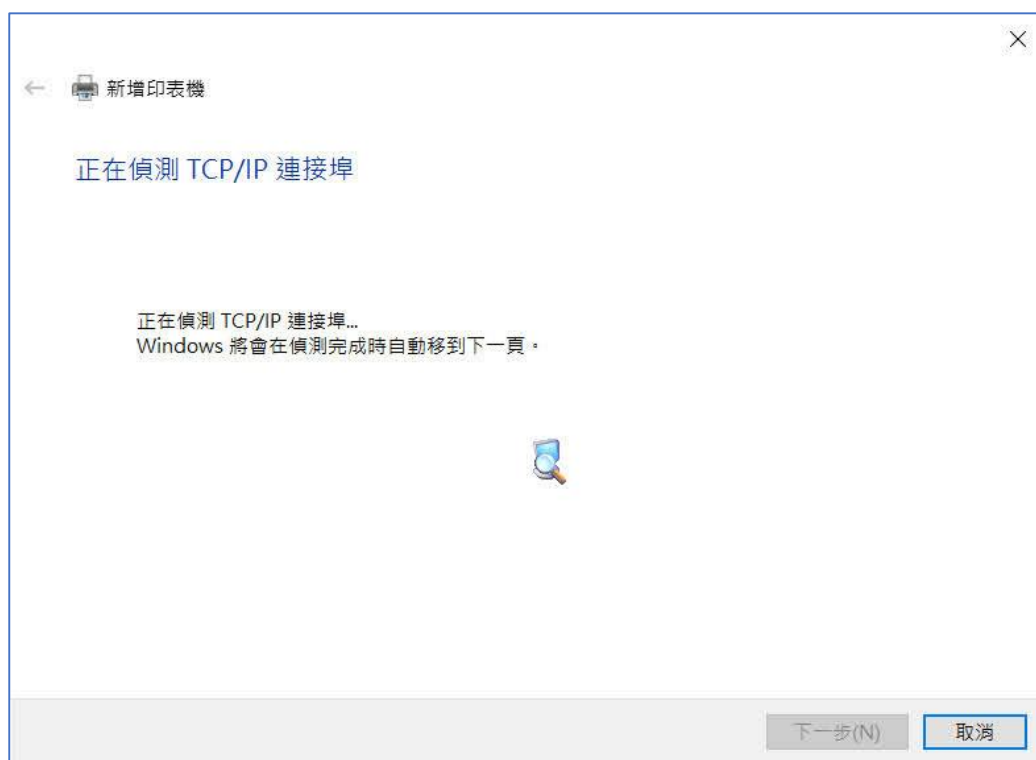 新增印表機
正在偵測 TCP/IP 連接埠
正在偵測 TCP/IP 連接埠...
Windows 將會在偵測完成時自動移到下一頁。
下一步(N)
取消